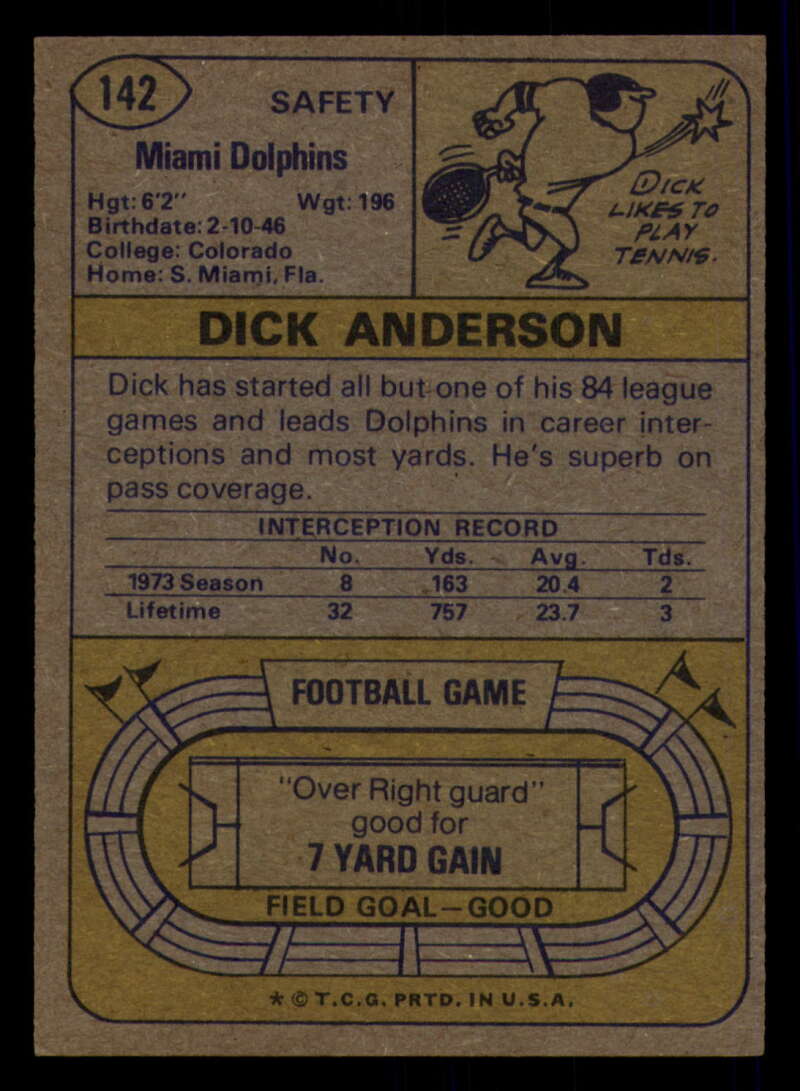 142
SAFETY
Miami Dolphins
Hgt: 6'2" Wgt: 196
Birthdate: 2-10-46
College: Colorado
Home: S. Miami, Fla.
DICK
LIKES TO
PLAY
TENNIS.
DICK ANDERSON
Dick has started all but one of his 84 league
games and leads Dolphins in career inter-
ceptions and most yards. He's superb on
pass coverage.
INTERCEPTION RECORD
No. Yds. Avg. Tds.
1973 Season 8 163 20.4 2
Lifetime 32 757 23.7 3
FOOTBALL GAME
"Over Right guard"
good for
7 YARD GAIN
FIELD GOAL—GOOD
* © T.C.G. PRTD. IN U.S.A.